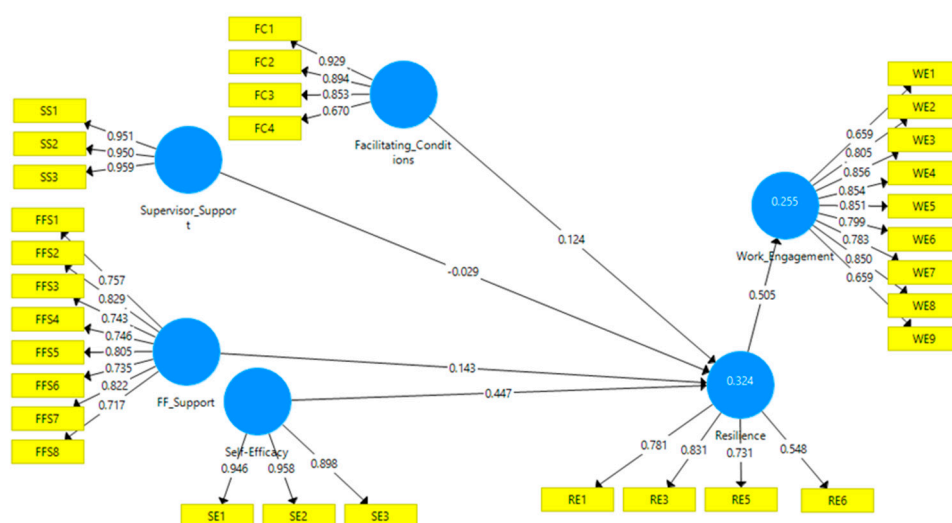 FC1
FC2
FC3
FC4
0.929
0.894
0.853
0.670
Facilitating_Condit
ions
SS1
SS2
SS3
0.951
0.950
0.959
Supervisor_Suppor
t
FFS1
FFS2
FFS3
FFS4
FFS5
FFS6
FFS7
FFS8
0.757
0.829
0.743
0.746
0.805
0.735
0.822
0.717
FF_Support
Self-Efficacy
0.946
0.958
0.898
SE1
SE2
SE3
0.124
-0.029
0.143
0.447
0.324
Resilience
0.781
0.831
0.731
0.548
RE1
RE3
RE5
RE6
0.505
0.255
Work_Engagement
0.659
0.805
0.856
0.854
0.851
0.799
0.783
0.850
0.659
WE1
WE2
WE3
WE4
WE5
WE6
WE7
WE8
WE9